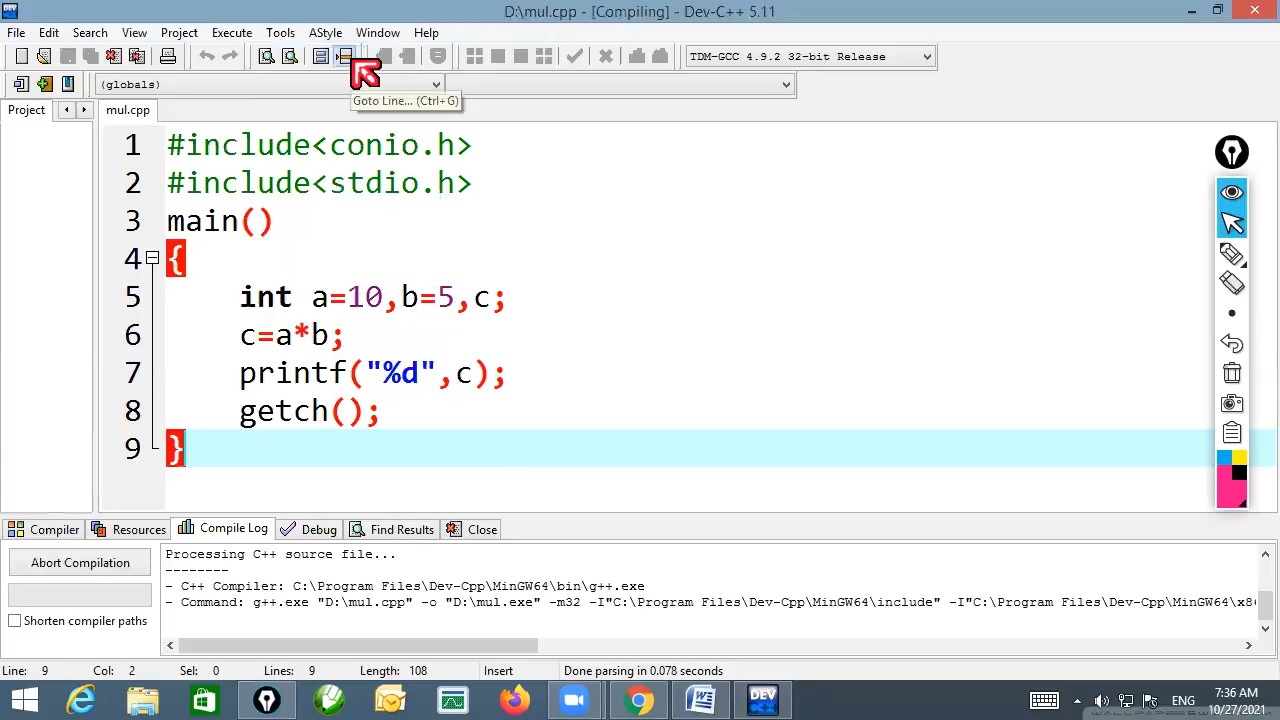 D:\mul.cpp - [Compiling] - Dev-C++ 5.11
File Edit Search View Project Execute Tools AStyle Window Help
TDM-GCC 4.9.2 32-bit Release
(globals)
Goto Line... (Ctrl+G)
Project
mul.cpp
1 #include<conio.h>
2 #include<stdio.h>
3 main()
4 {
5 int a=10,b=5,c;
6 c=a*b;
7 printf("%d",c);
8 getch();
9 }
Compiler Resources Compile Log Debug Find Results Close
Abort Compilation
Shorten compiler paths
Processing C++ source file...
--------
- C++ Compiler: C:\Program Files\Dev-Cpp\MinGW64\bin\g++.exe
- Command: g++.exe "D:\mul.cpp" -o "D:\mul.exe" -m32 -I"C:\Program Files\Dev-Cpp\MinGW64\include" -I"C:\Program Files\Dev-Cpp\MinGW64\x8
Line: 9 Col: 2 Sel: 0 Lines: 9 Length: 108 Insert Done parsing in 0.078 seconds
DEV
ENG
7:36 AM
10/27/2021